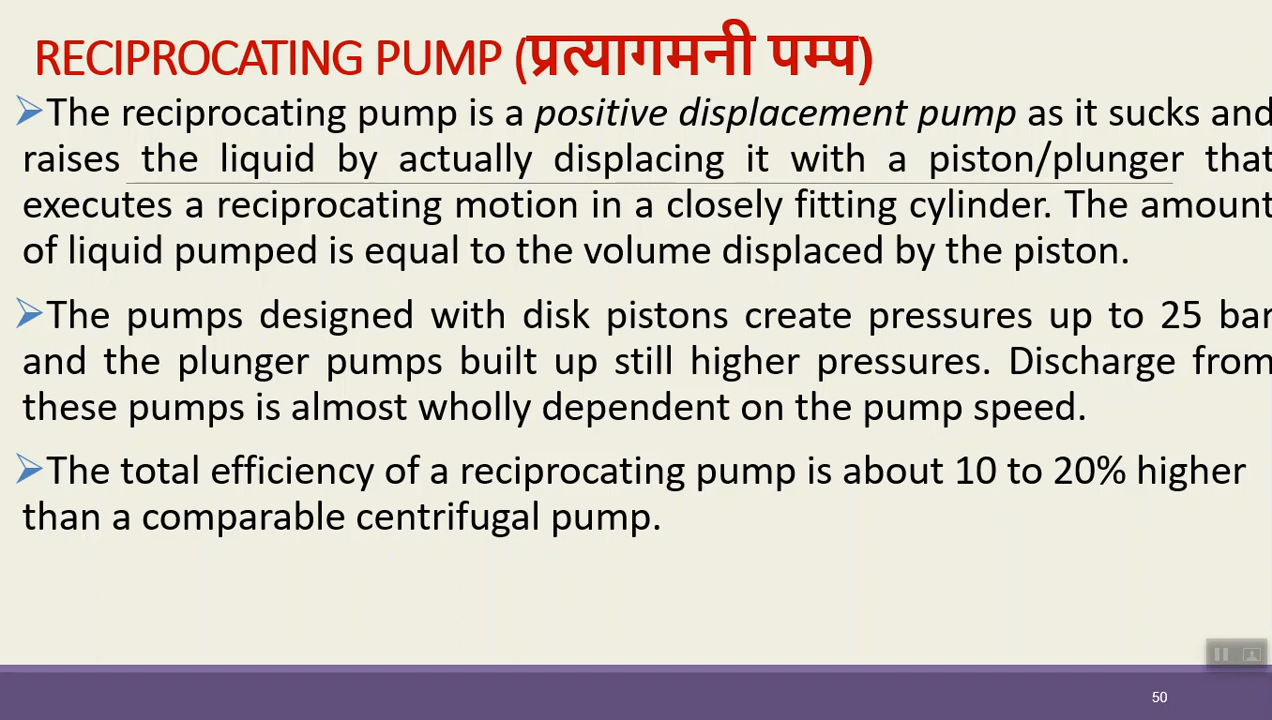 RECIPROCATING PUMP (प्रत्यागमनी पम्प)
➢The reciprocating pump is a positive displacement pump as it sucks and
raises the liquid by actually displacing it with a piston/plunger that
executes a reciprocating motion in a closely fitting cylinder. The amount
of liquid pumped is equal to the volume displaced by the piston.
➢The pumps designed with disk pistons create pressures up to 25 bar
and the plunger pumps built up still higher pressures. Discharge from
these pumps is almost wholly dependent on the pump speed.
➢The total efficiency of a reciprocating pump is about 10 to 20% higher
than a comparable centrifugal pump.
50